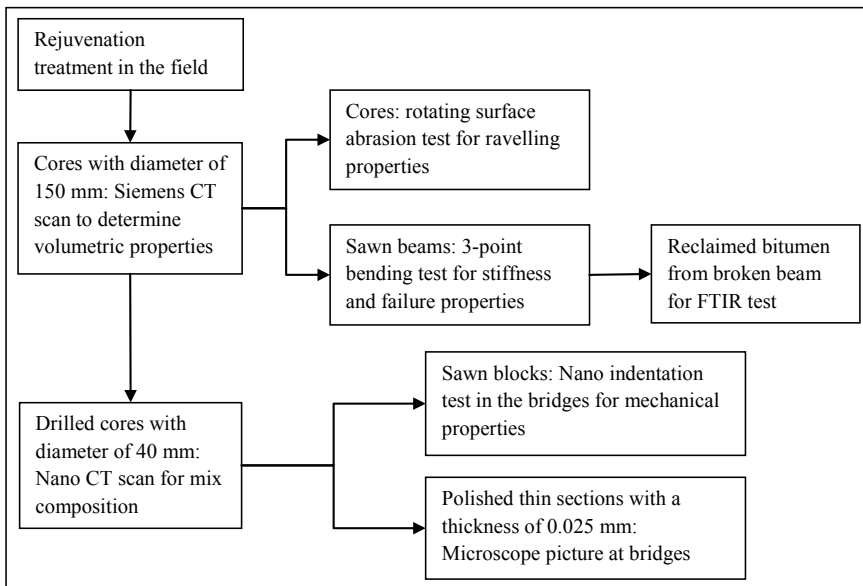 Rejuvenation
treatment in the field
Cores: rotating surface
abrasion test for ravelling
properties
Cores with diameter of
150 mm: Siemens CT
scan to determine
volumetric properties
Sawn beams: 3-point
bending test for stiffness
and failure properties
Reclaimed bitumen
from broken beam
for FTIR test
Sawn blocks: Nano indentation
test in the bridges for mechanical
properties
Drilled cores with
diameter of 40 mm:
Nano CT scan for mix
composition
Polished thin sections with a
thickness of 0.025 mm:
Microscope picture at bridges